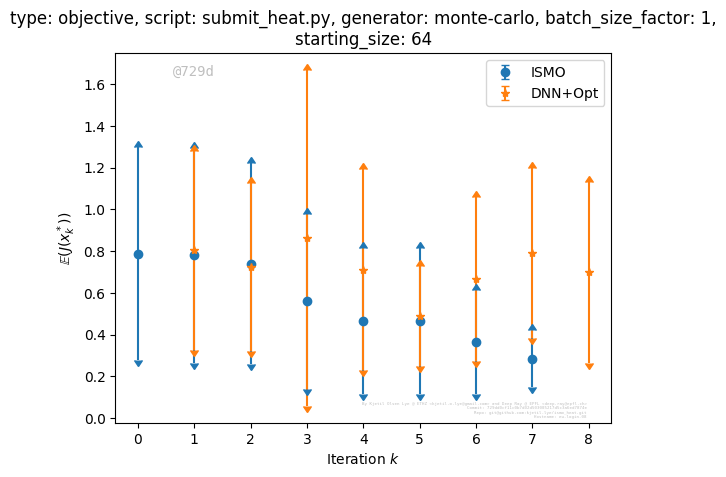 type: objective, script: submit_heat.py, generator: monte-carlo, batch_size_factor: 1,
starting_size: 64
@729d
ISMO
DNN+Opt
1.6
1.4
1.2
1.0
0.8
0.6
0.4
0.2
0.0
𝔼(J(x_k^*))
0 1 2 3 4 5 6 7 8
Iteration k